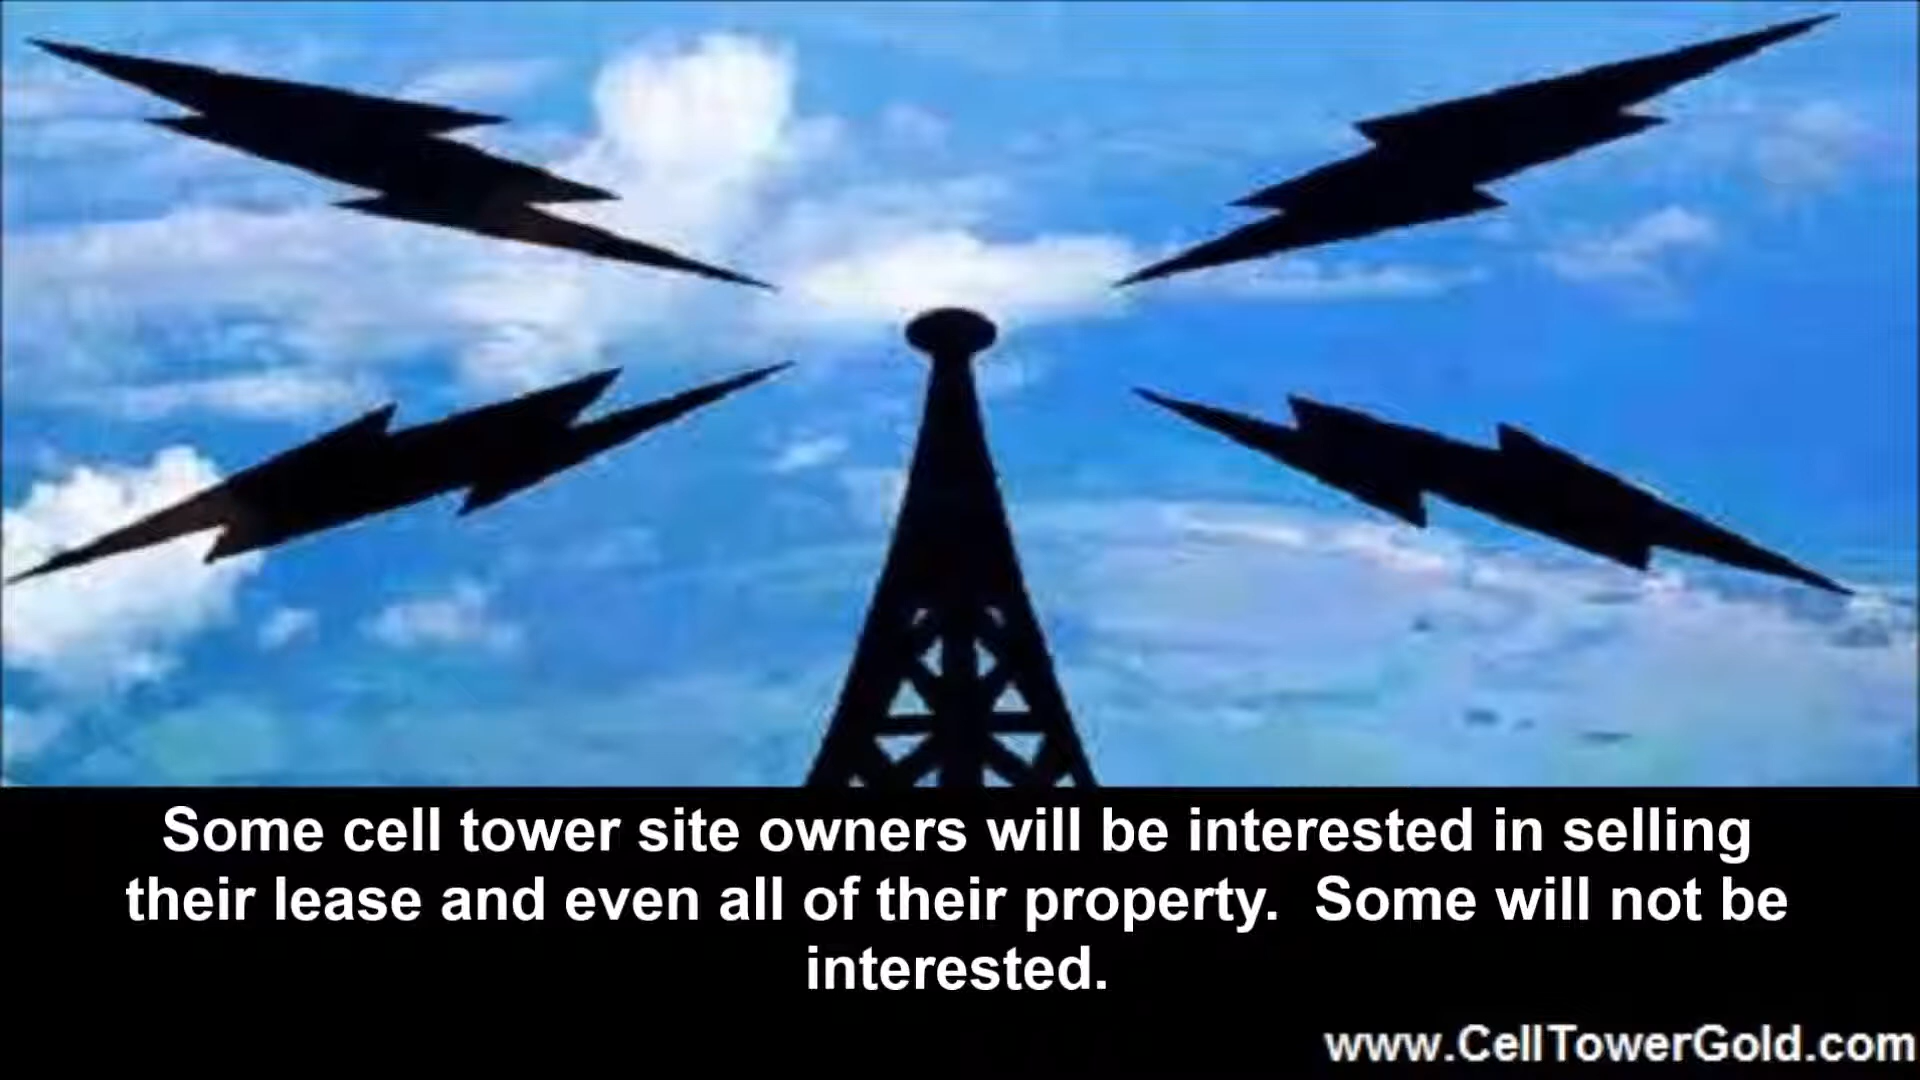 Some cell tower site owners will be interested in selling
their lease and even all of their property.  Some will not be
interested.
www.CellTowerGold.com